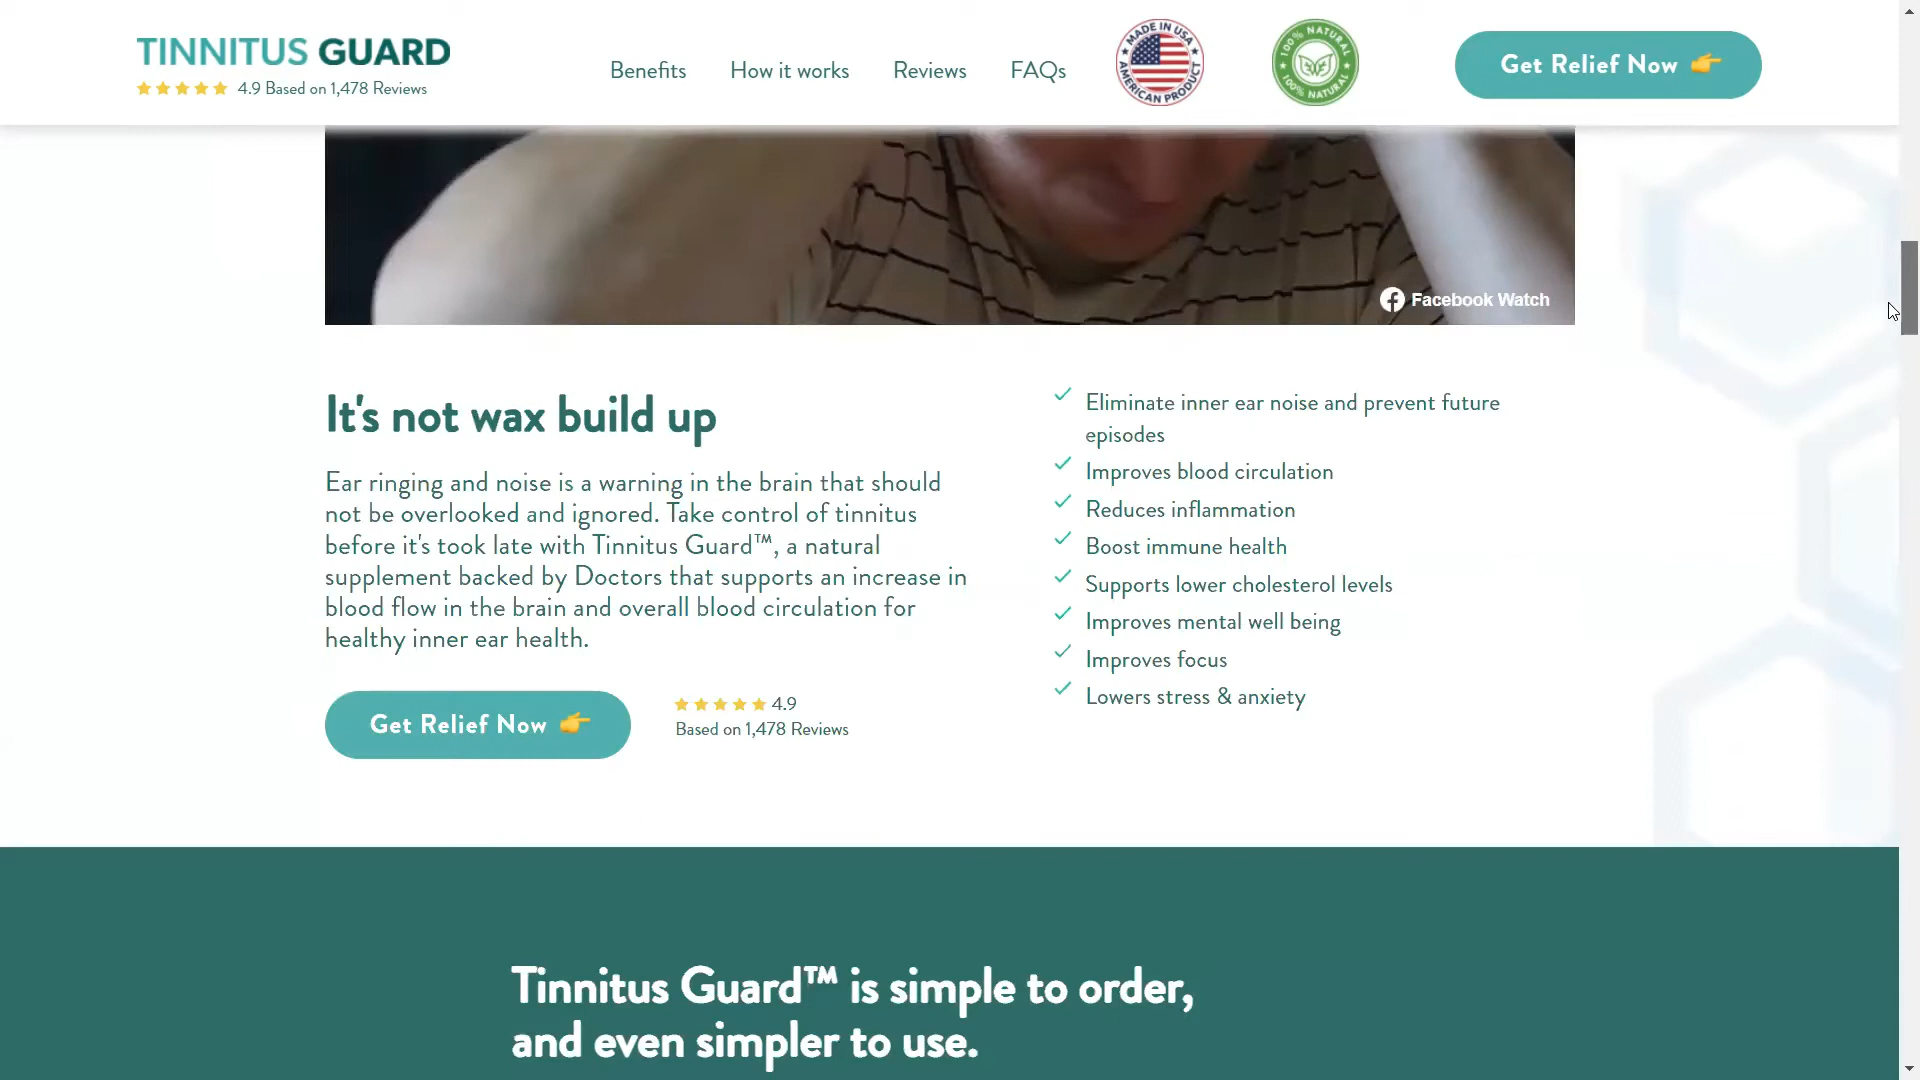 TINNITUS GUARD
4.9 Based on 1,478 Reviews
Benefits
How it works
Reviews
FAQs
MADE IN USA
AMERICAN PRODUCT
100% NATURAL
100% NATURAL
Get Relief Now
Facebook Watch
It's not wax build up
Ear ringing and noise is a warning in the brain that should
not be overlooked and ignored. Take control of tinnitus
before it's took late with Tinnitus Guard™, a natural
supplement backed by Doctors that supports an increase in
blood flow in the brain and overall blood circulation for
healthy inner ear health.
Get Relief Now
4.9
Based on 1,478 Reviews
Eliminate inner ear noise and prevent future
episodes
Improves blood circulation
Reduces inflammation
Boost immune health
Supports lower cholesterol levels
Improves mental well being
Improves focus
Lowers stress & anxiety
Tinnitus Guard™ is simple to order,
and even simpler to use.